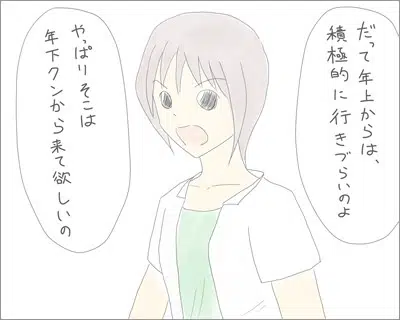 だって年上からは、
積極的に行きづらいのよ
やっぱりそこは
年下クンから来て欲しいの